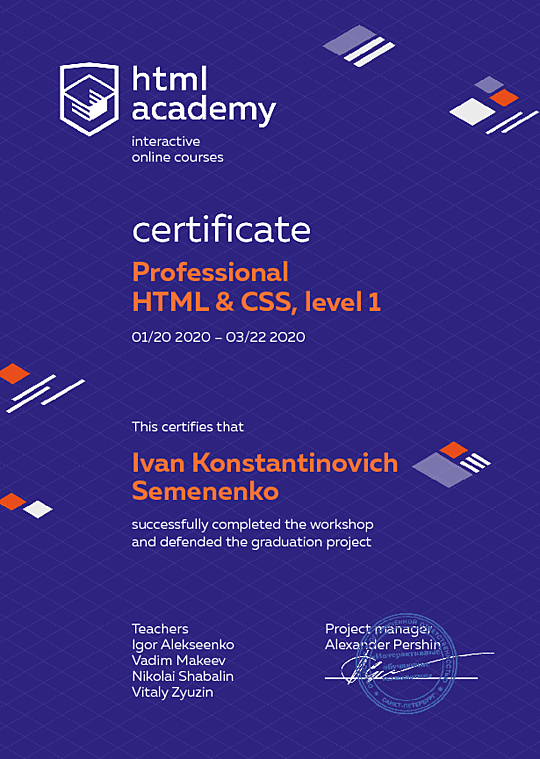 html
academy
interactive
online courses
certificate
Professional
HTML & CSS, level 1
01/20 2020 – 03/22 2020
This certifies that
Ivan Konstantinovich
Semenenko
successfully completed the workshop
and defended the graduation project
Teachers
Igor Alekseenko
Vadim Makeev
Nikolai Shabalin
Vitaly Zyuzin
Project manager
Alexander Pershin
САНКТ-ПЕТЕРБУРГ